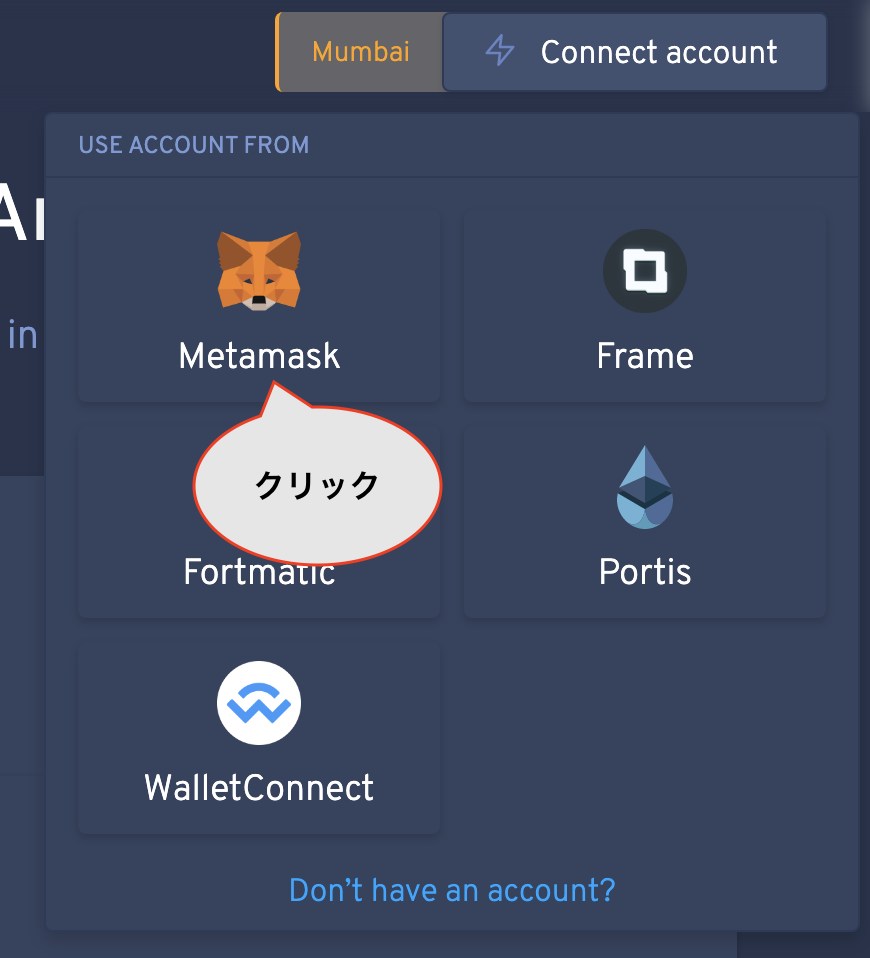 Mumbai
Connect account
USE ACCOUNT FROM
in
Metamask
Frame
クリック
Fortmatic
Portis
WalletConnect
Don't have an account?